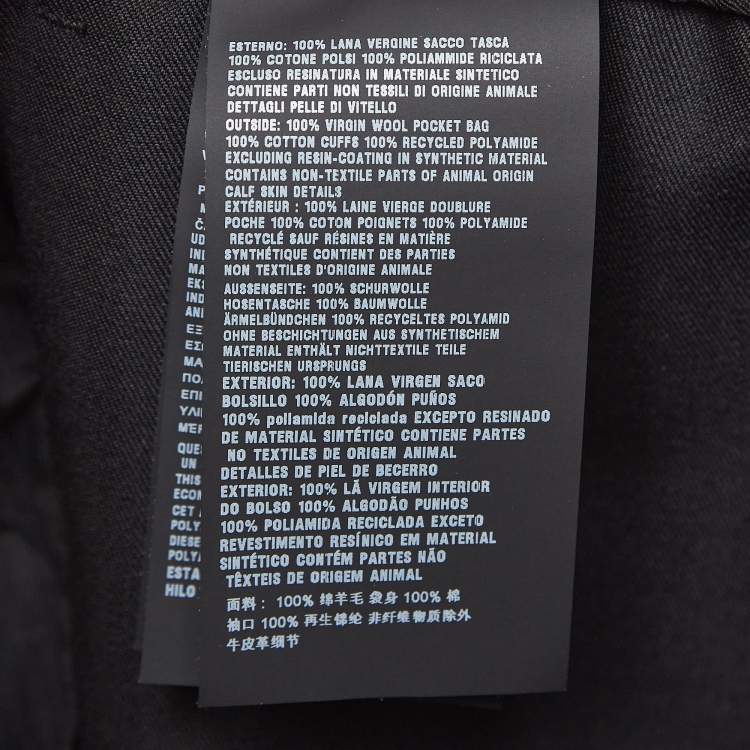 ESTERNO: 100% LANA VERGINE SACCO TASCA
100% COTONE POLSI 100% POLIAMMIDE RICICLATA
ESCLUSO RESINATURA IN MATERIALE SINTETICO
CONTIENE PARTI NON TESSILI DI ORIGINE ANIMALE
DETTAGLI PELLE DI VITELLO
OUTSIDE: 100% VIRGIN WOOL POCKET BAG
100% COTTON CUFFS 100% RECYCLED POLYAMIDE
EXCLUDING RESIN-COATING IN SYNTHETIC MATERIAL
CONTAINS NON-TEXTILE PARTS OF ANIMAL ORIGIN
CALF SKIN DETAILS
EXTÉRIEUR : 100% LAINE VIERGE DOUBLURE
POCHE 100% COTON POIGNETS 100% POLYAMIDE
RECYCLÉ SAUF RÉSINES EN MATIÈRE
SYNTHÉTIQUE CONTIENT DES PARTIES
NON TEXTILES D'ORIGINE ANIMALE
AUSSENSEITE: 100% SCHURWOLLE
HOSENTASCHE 100% BAUMWOLLE
ÄRMELBÜNDCHEN 100% RECYCELTES POLYAMID
OHNE BESCHICHTUNGEN AUS SYNTHETISCHEM
MATERIAL ENTHÄLT NICHTTEXTILE TEILE
TIERISCHEN URSPRUNGS
EXTERIOR: 100% LANA VIRGEN SACO
BOLSILLO 100% ALGODÓN PUÑOS
100% poliamida reciclada EXCEPTO RESINADO
DE MATERIAL SINTÉTICO CONTIENE PARTES
NO TEXTILES DE ORIGEN ANIMAL
DETALLES DE PIEL DE BECERRO
EXTERIOR: 100% LÃ VIRGEM INTERIOR
DO BOLSO 100% ALGODÃO PUNHOS
100% POLIAMIDA RECICLADA EXCETO
REVESTIMENTO RESÍNICO EM MATERIAL
SINTÉTICO CONTÉM PARTES NÃO
TÊXTEIS DE ORIGEM ANIMAL
面料： 100% 绵羊毛 袋身 100% 棉
袖口 100% 再生锦纶 非纤维物质除外
牛皮革细节